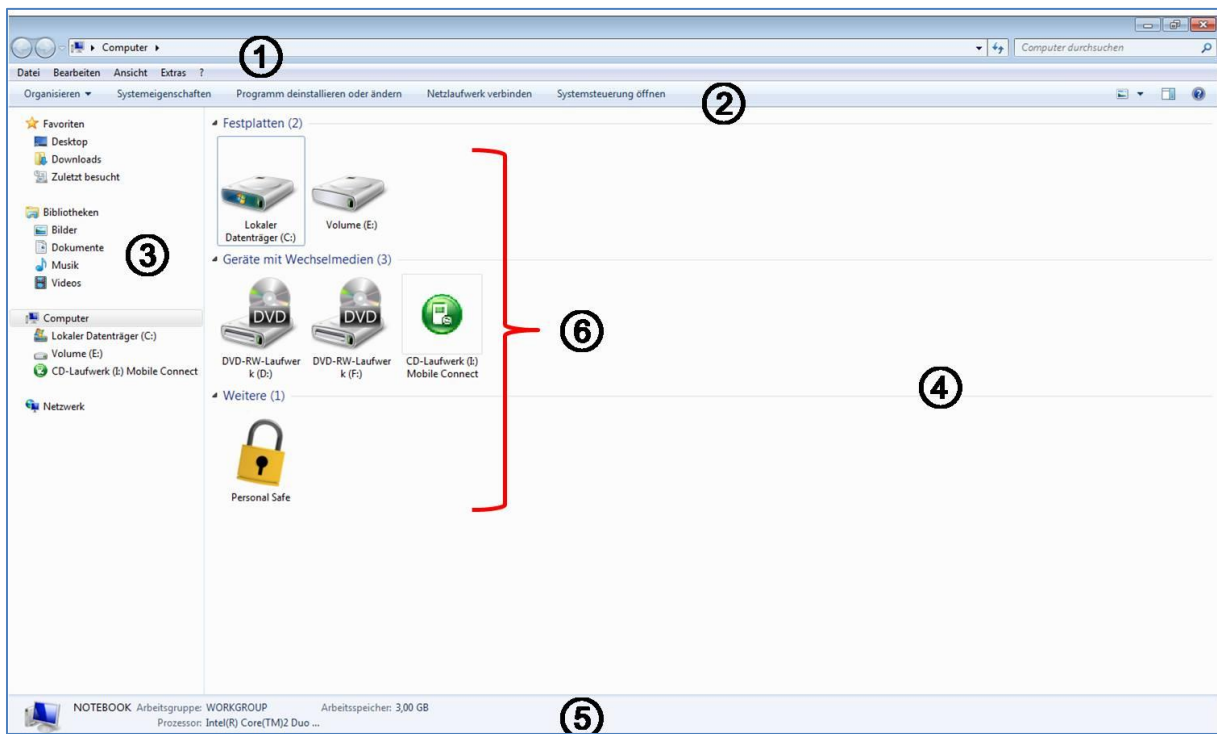 Computer
Computer durchsuchen
1
Datei Bearbeiten Ansicht Extras ?
Organisieren Systemeigenschaften Programm deinstallieren oder ändern Netzlaufwerk verbinden Systemsteuerung öffnen
2
Favoriten
Desktop
Downloads
Zuletzt besucht
Bibliotheken
Bilder
Dokumente
Musik
Videos
3
Computer
Lokaler Datenträger (C:)
Volume (E:)
CD-Laufwerk (I:) Mobile Connect
Netzwerk
Festplatten (2)
Lokaler
Datenträger (C:)
Volume (E:)
Geräte mit Wechselmedien (3)
DVD
DVD-RW-Laufwer
k (D:)
DVD
DVD-RW-Laufwer
k (F:)
CD-Laufwerk (I:)
Mobile Connect
Weitere (1)
Personal Safe
6
4
NOTEBOOK Arbeitsgruppe: WORKGROUP Arbeitsspeicher: 3,00 GB
Prozessor: Intel(R) Core(TM)2 Duo ...
5